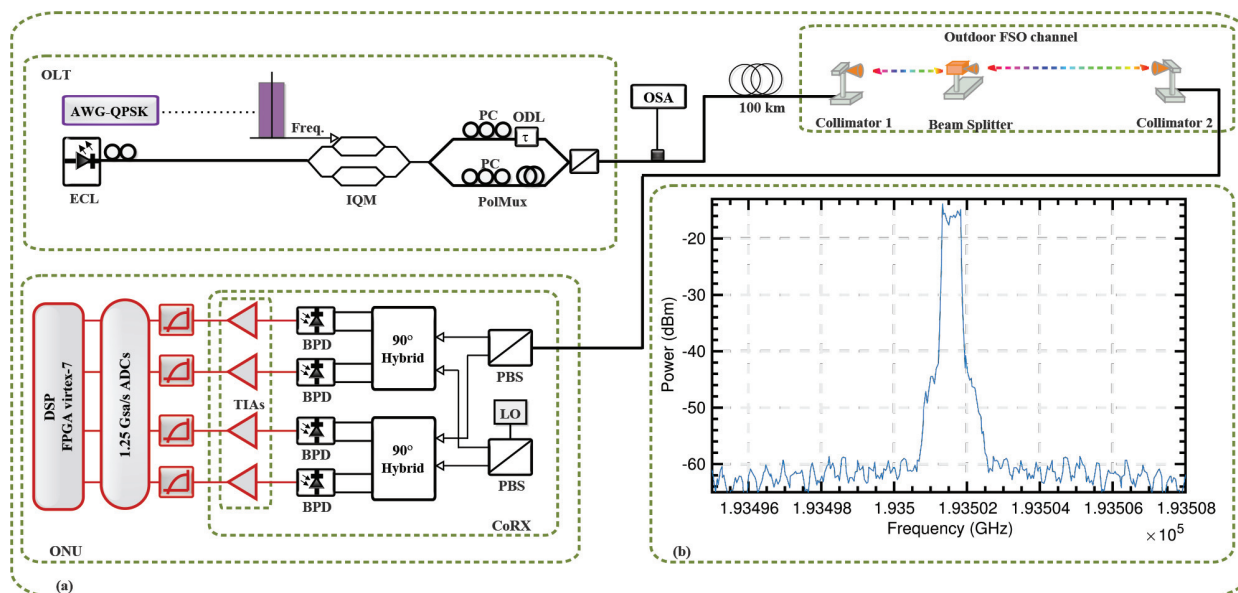 OLT
AWG-QPSK
Freq.
ECL
IQM
PC
ODL
τ
PC
PolMux
OSA
100 km
Outdoor FSO channel
Collimator 1
Beam Splitter
Collimator 2
DSP
FPGA virtex-7
1.25 Gsa/s ADCs
TIAs
BPD
BPD
BPD
BPD
90°
Hybrid
90°
Hybrid
PBS
LO
PBS
CoRX
ONU
(a)
-20
-30
-40
-50
-60
Power (dBm)
1.93496
1.93498
1.935
1.93502
1.93504
1.93506
1.93508
Frequency (GHz)
×10⁵
(b)